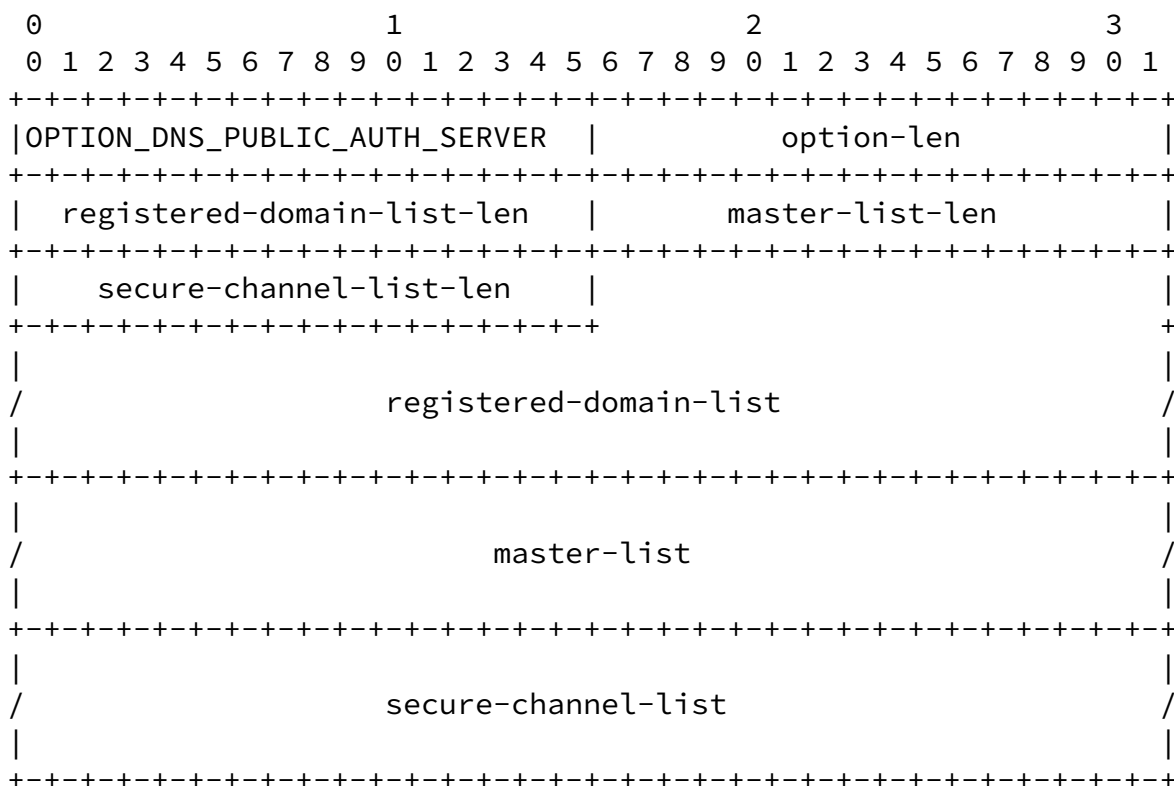 0                   1                   2                   3
 0 1 2 3 4 5 6 7 8 9 0 1 2 3 4 5 6 7 8 9 0 1 2 3 4 5 6 7 8 9 0 1
+-+-+-+-+-+-+-+-+-+-+-+-+-+-+-+-+-+-+-+-+-+-+-+-+-+-+-+-+-+-+-+-+
|OPTION_DNS_PUBLIC_AUTH_SERVER  |          option-len           |
+-+-+-+-+-+-+-+-+-+-+-+-+-+-+-+-+-+-+-+-+-+-+-+-+-+-+-+-+-+-+-+-+
|  registered-domain-list-len   |       master-list-len         |
+-+-+-+-+-+-+-+-+-+-+-+-+-+-+-+-+-+-+-+-+-+-+-+-+-+-+-+-+-+-+-+-+
|    secure-channel-list-len    |                               |
+-+-+-+-+-+-+-+-+-+-+-+-+-+-+-+-+                               +
|                                                               |
/                    registered-domain-list                     /
|                                                               |
+-+-+-+-+-+-+-+-+-+-+-+-+-+-+-+-+-+-+-+-+-+-+-+-+-+-+-+-+-+-+-+-+
|                                                               |
/                          master-list                          /
|                                                               |
+-+-+-+-+-+-+-+-+-+-+-+-+-+-+-+-+-+-+-+-+-+-+-+-+-+-+-+-+-+-+-+-+
|                                                               |
/                    secure-channel-list                        /
|                                                               |
+-+-+-+-+-+-+-+-+-+-+-+-+-+-+-+-+-+-+-+-+-+-+-+-+-+-+-+-+-+-+-+-+